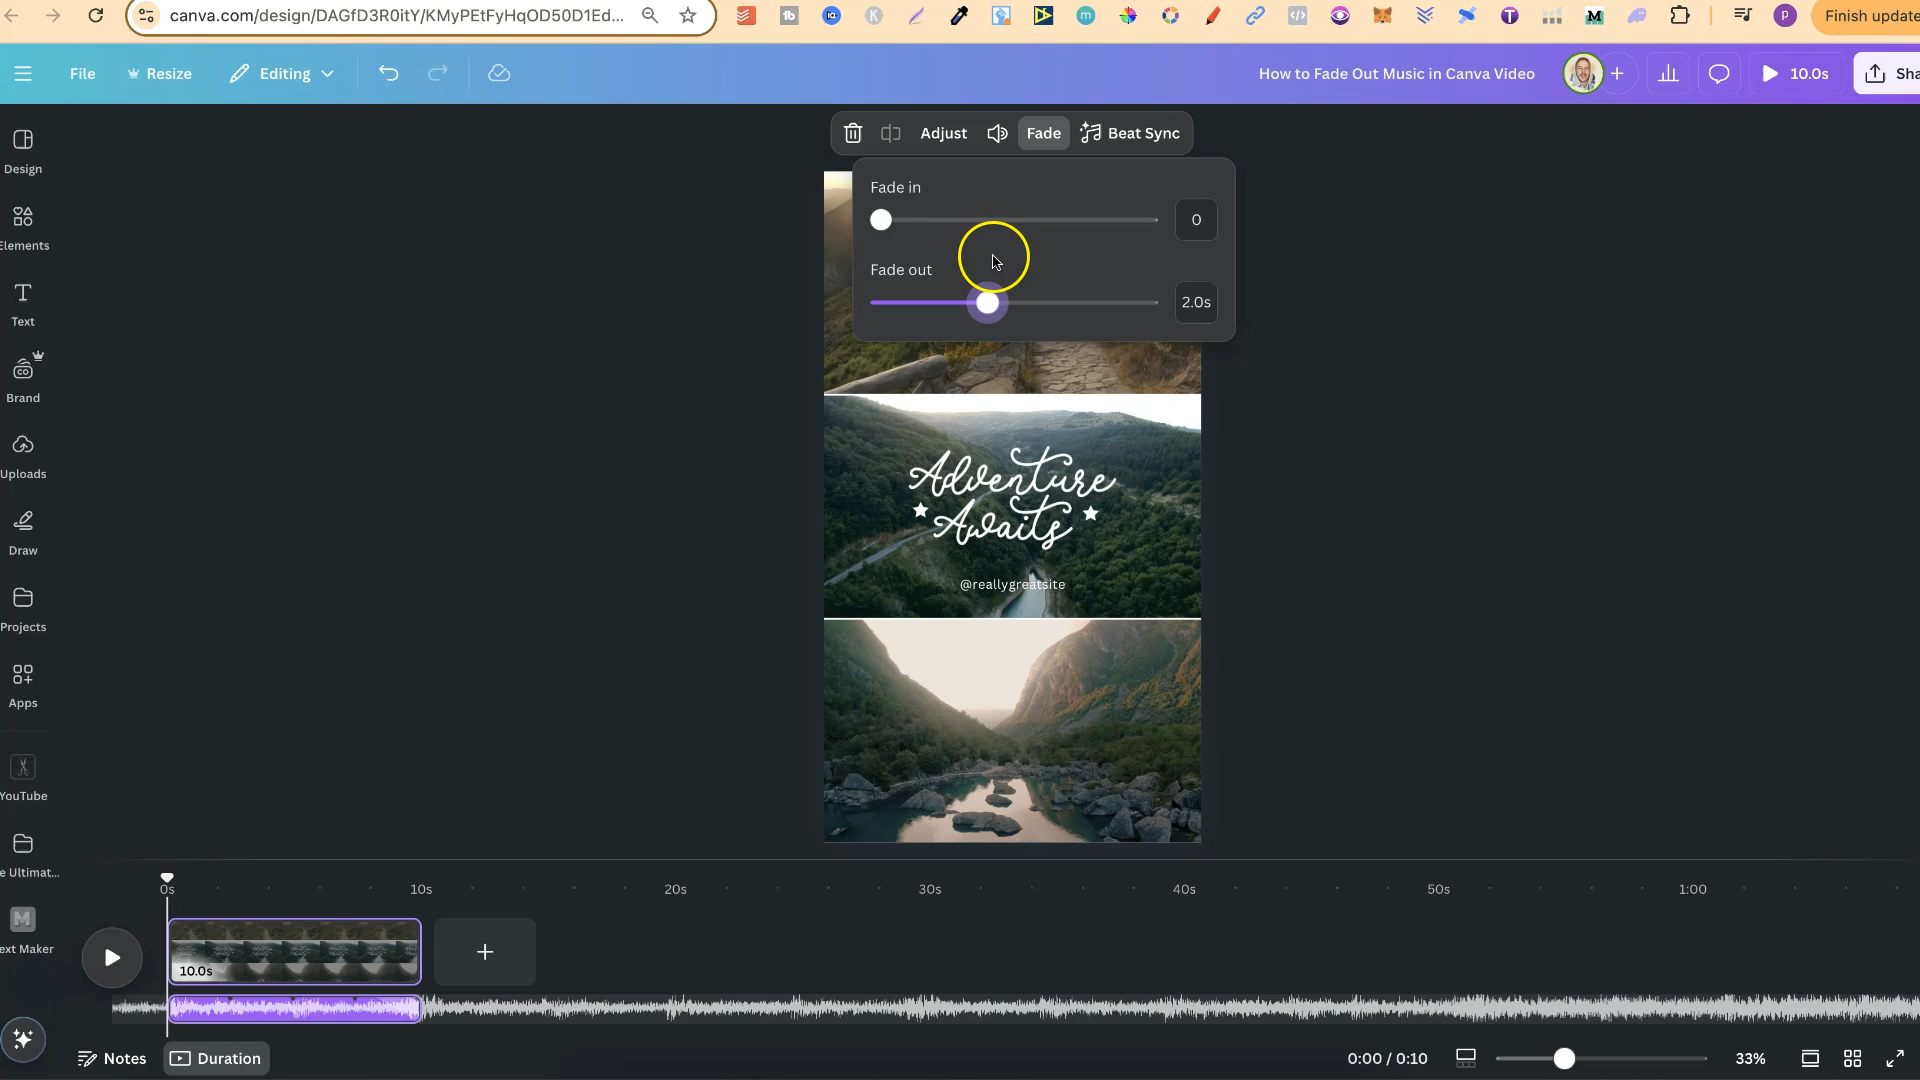 canva.com/design/DAGfD3R0itY/KMyPEtFyHqOD50D1Ed...
Finish update
File
Resize
Editing
How to Fade Out Music in Canva Video
10.0s
Sha
Adjust
Fade
Beat Sync
Fade in
0
Fade out
2.0s
Design
Elements
Text
Brand
Uploads
Draw
Projects
Apps
YouTube
e Ultimat...
ext Maker
Adventure
Awaits
@reallygreatsite
0s
10s
20s
30s
40s
50s
1:00
10.0s
Notes
Duration
0:00 / 0:10
33%